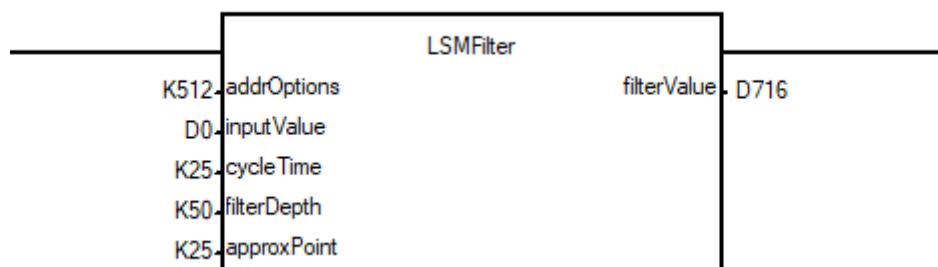 LSMFilter
K512 addrOptions filterValue D716
D0 inputValue
K25 cycleTime
K50 filterDepth
K25 approxPoint